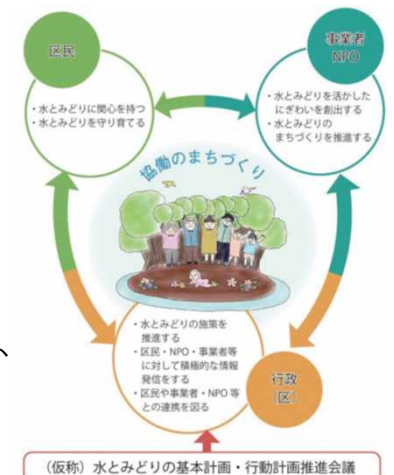 区民
・水とみどりに関心を持つ
・水とみどりを守り育てる
事業者
NPO
・水とみどりを活かした
にぎわいを創出する
・水とみどりの
まちづくりを推進する
協働のまちづくり
・水とみどりの施策を
推進する
・区民・NPO・事業者等
に対して積極的な情報
発信をする
・区民や事業者・NPO 等
との連携を図る
行政
(区)
(仮称) 水とみどりの基本計画・行動計画推進会議